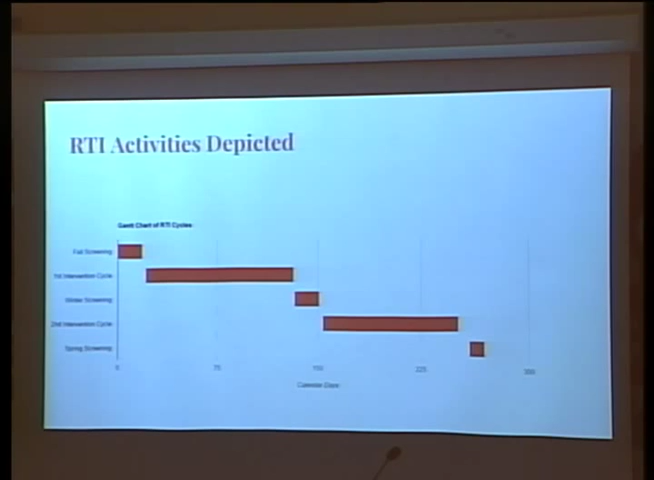 RTI Activities Depicted
Gantt Chart of RTI Cycles
Fall Screening
1st Intervention Cycle
Winter Screening
2nd Intervention Cycle
Spring Screening
0 75 150 225 300
Calendar Days